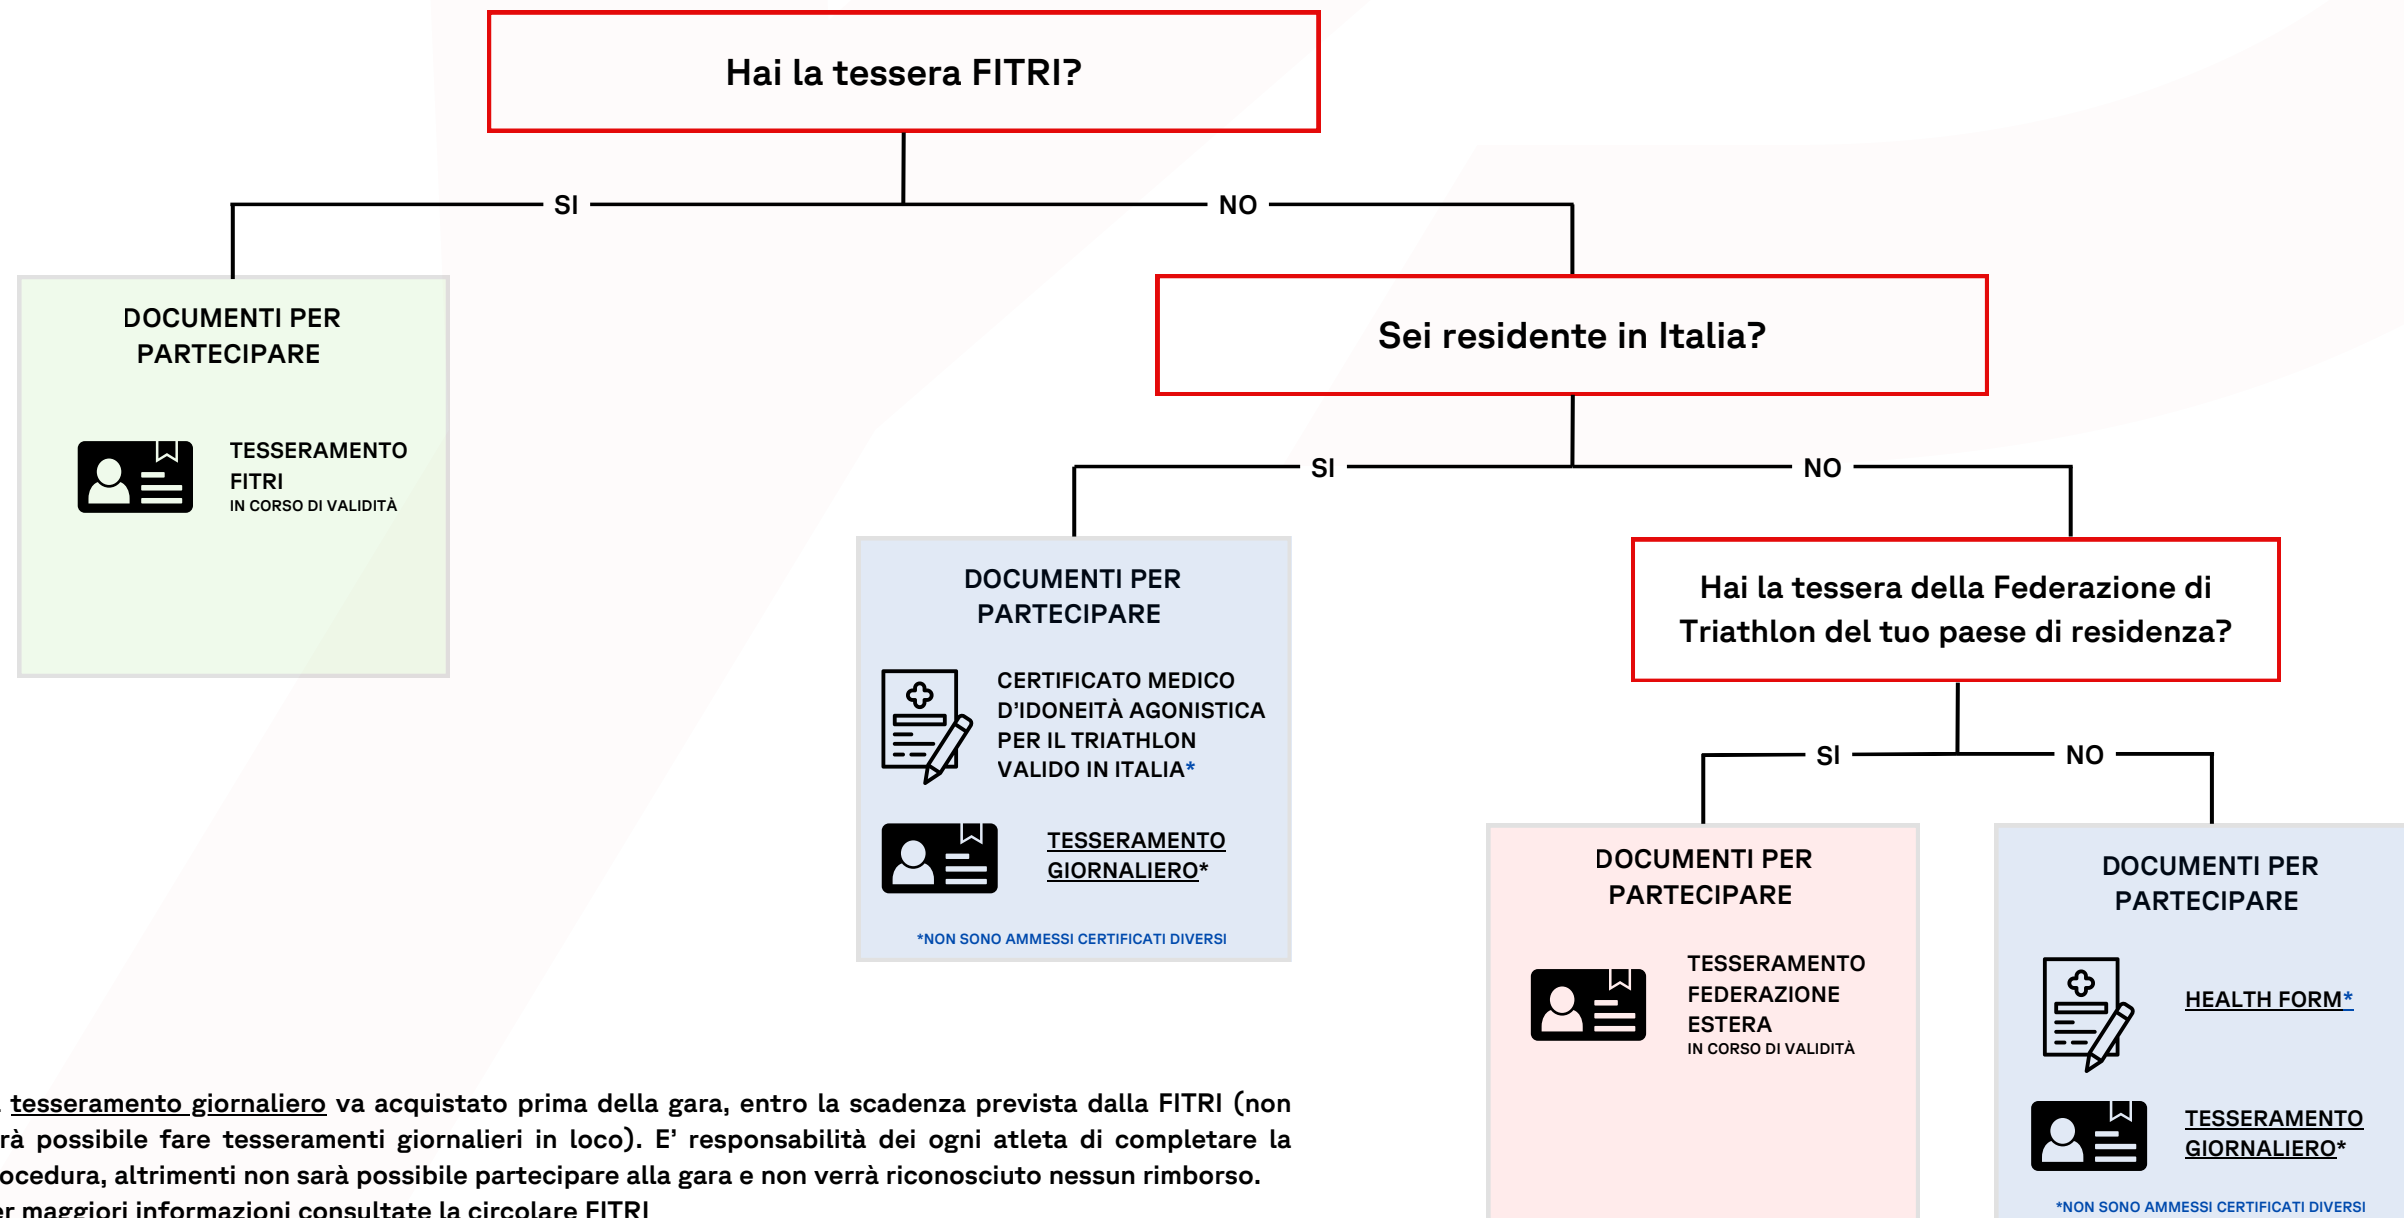 Hai la tessera FITRI?
SI
NO
DOCUMENTI PER
PARTECIPARE
TESSERAMENTO
FITRI
IN CORSO DI VALIDITÀ
Sei residente in Italia?
SI
NO
DOCUMENTI PER
PARTECIPARE
CERTIFICATO MEDICO
D'IDONEITÀ AGONISTICA
PER IL TRIATHLON
VALIDO IN ITALIA*
TESSERAMENTO
GIORNALIERO*
*NON SONO AMMESSI CERTIFICATI DIVERSI
Hai la tessera della Federazione di
Triathlon del tuo paese di residenza?
SI
NO
DOCUMENTI PER
PARTECIPARE
TESSERAMENTO
FEDERAZIONE
ESTERA
IN CORSO DI VALIDITÀ
DOCUMENTI PER
PARTECIPARE
HEALTH FORM*
TESSERAMENTO
GIORNALIERO*
*NON SONO AMMESSI CERTIFICATI DIVERSI
tesseramento giornaliero va acquistato prima della gara, entro la scadenza prevista dalla FITRI (non
possibile fare tesseramenti giornalieri in loco). E' responsabilità dei ogni atleta di completare la
altrimenti non sarà possibile partecipare alla gara e non verrà riconosciuto nessun rimborso.
maggiori informazioni consultate la circolare FITRI